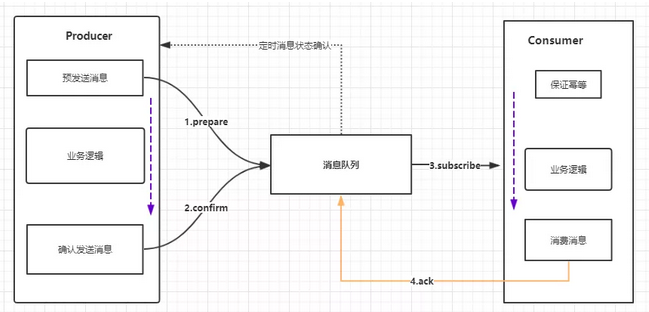 Producer
预发送消息
业务逻辑
确认发送消息
定时消息状态确认
1.prepare
2.confirm
消息队列
3.subscribe
4.ack
Consumer
保证幂等
业务逻辑
消费消息